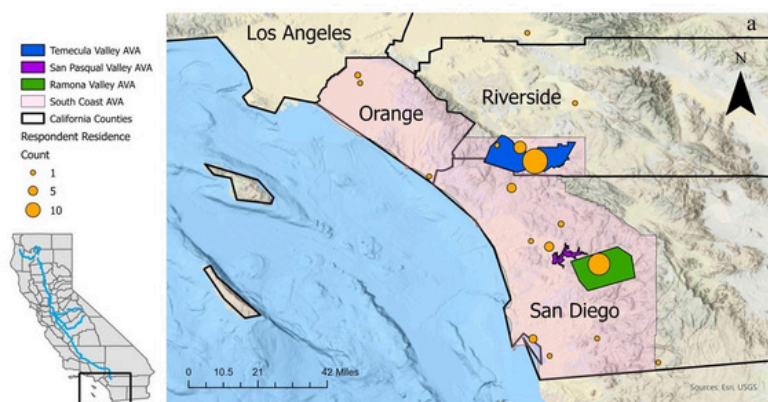 Temecula Valley AVA
San Pasqual Valley AVA
Ramona Valley AVA
South Coast AVA
California Counties
Respondent Residence
Count
1
5
10
a
Los Angeles
N
Orange
Riverside
San Diego
0 10.5 21 42 Miles
Sources: Esri, USGS